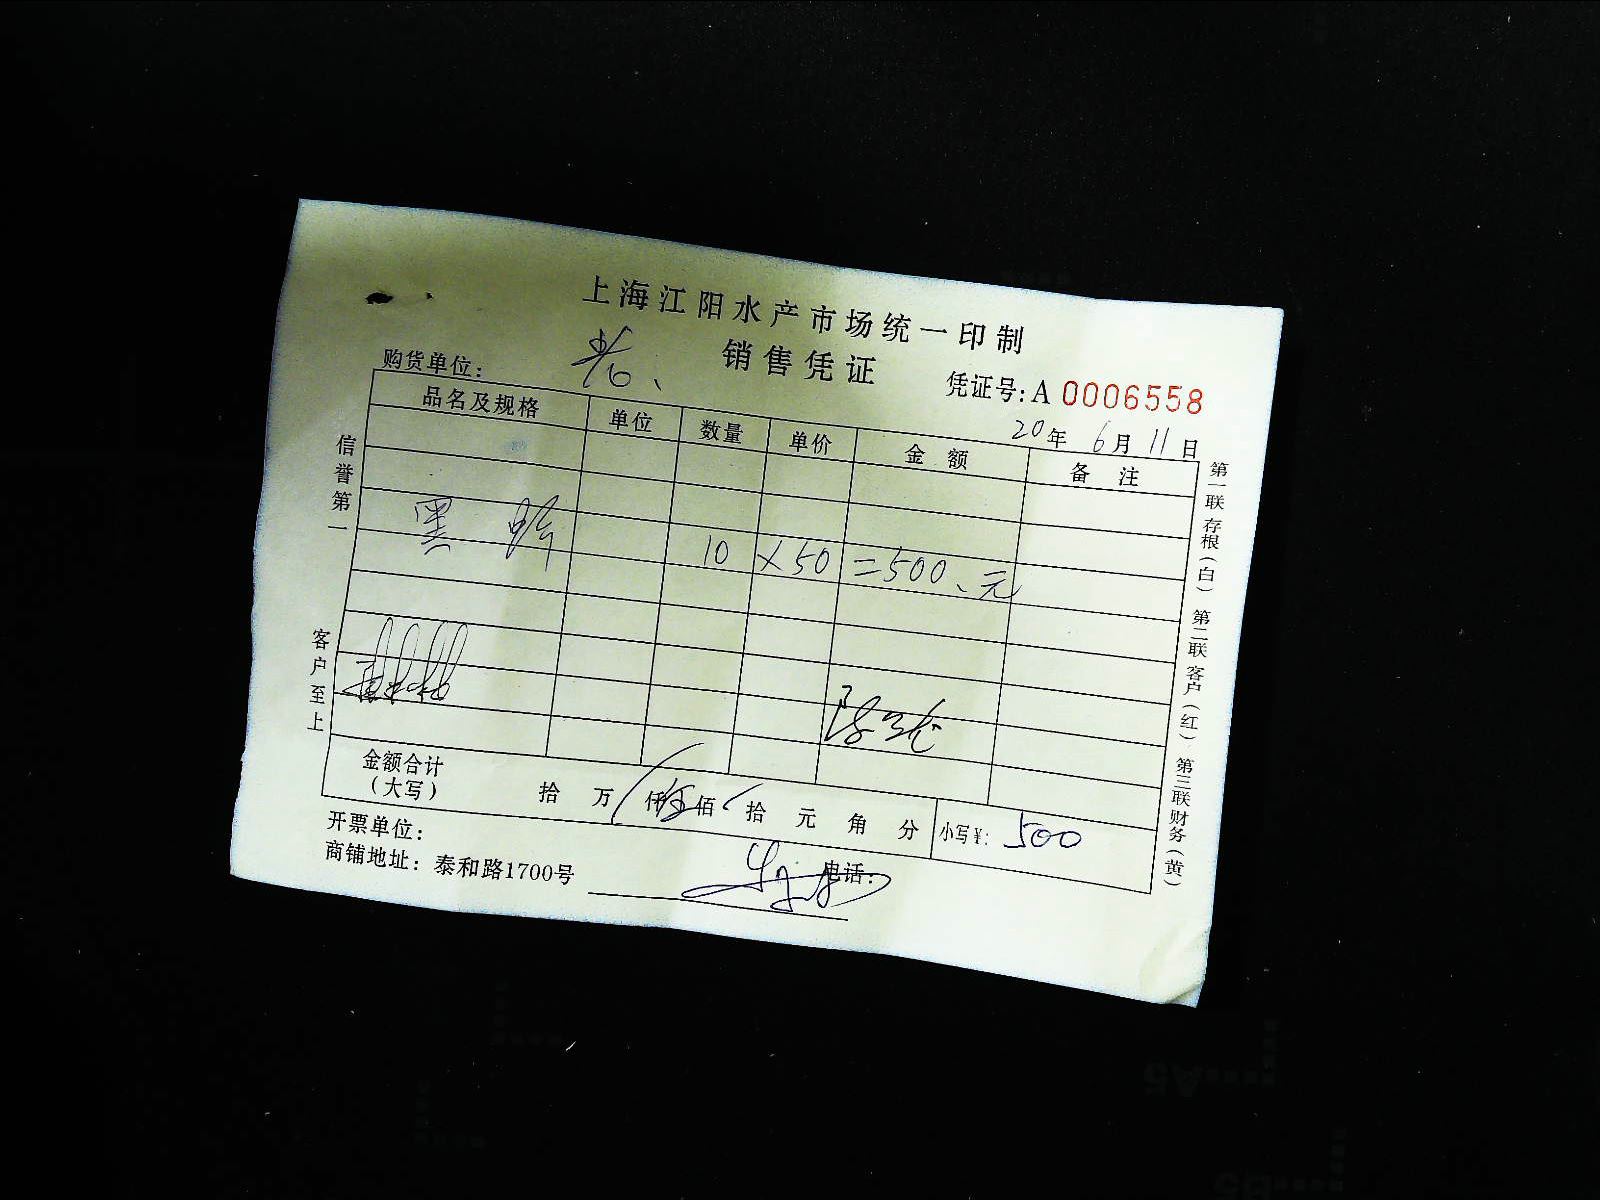 上海江阳水产市场统一印制
销售凭证
购货单位：
凭证号：A 0006558
20年 6月 11日
品名及规格 单位 数量 单价 金额 备注
黑 虾 10 ×50 =500、元
金额合计（大写） 拾 万 仟 伍佰 拾 元 角 分 小写¥： 500
开票单位：
商铺地址：泰和路1700号 电话：
信誉第一
客户至上
第一联存根（白） 第二联客户（红） 第三联财务（黄）